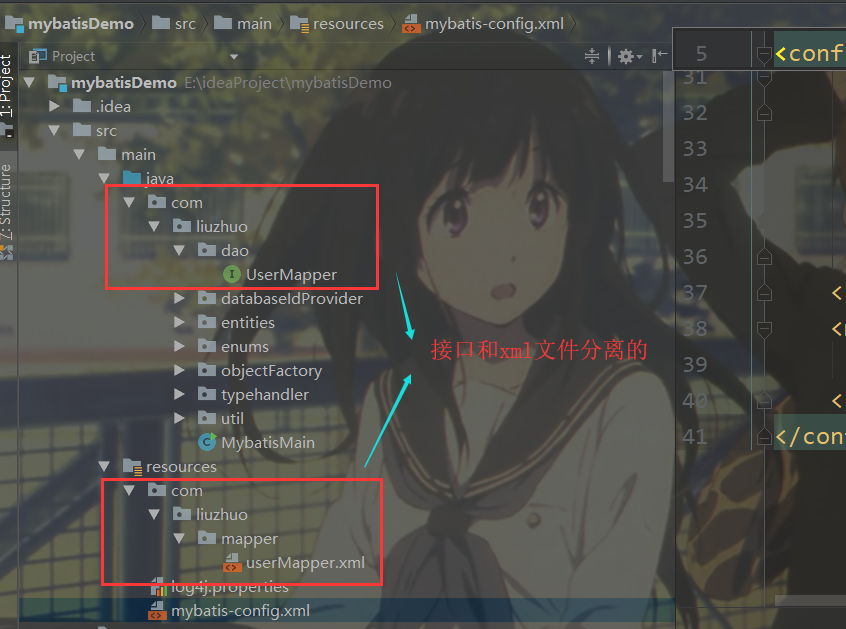 mybatisDemo src main resources mybatis-config.xml
Project
1: Project
7: Structure
mybatisDemo E:\ideaProject\mybatisDemo
.idea
src
main
java
com
liuzhuo
dao
I UserMapper
databaseIdProvider
entities
enums
objectFactory
typehandler
util
C MybatisMain
resources
com
liuzhuo
mapper
userMapper.xml
log4j.properties
mybatis-config.xml
接口和xml文件分离的
5 <conf
31
32
33
34
35
36
37 <
38
39
40 <
41 </conf